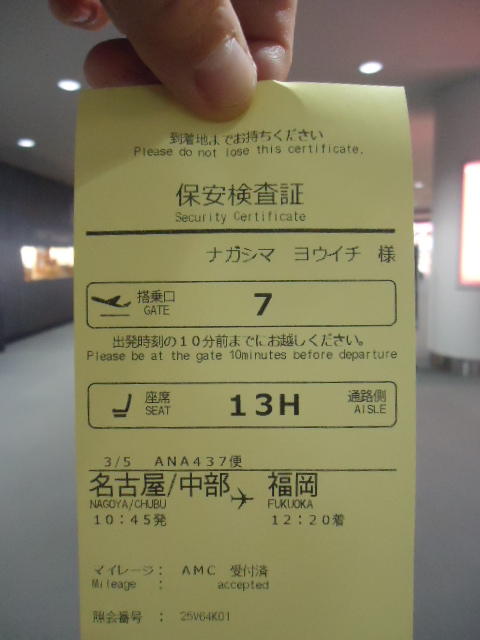 到着地までお持ちください
Please do not lose this certificate.
保安検査証
Security Certificate
ナガシマ ヨウイチ 様
搭乗口 7
GATE
出発時刻の10分前までにお越しください。
Please be at the gate 10minutes before departure
座席 13H 通路側
SEAT AISLE
3/5 ANA437便
名古屋/中部 福岡
NAGOYA/CHUBU FUKUOKA
10:45発 12:20着
マイレージ: AMC 受付済
Mileage : accepted
照会番号 : 25V64K01